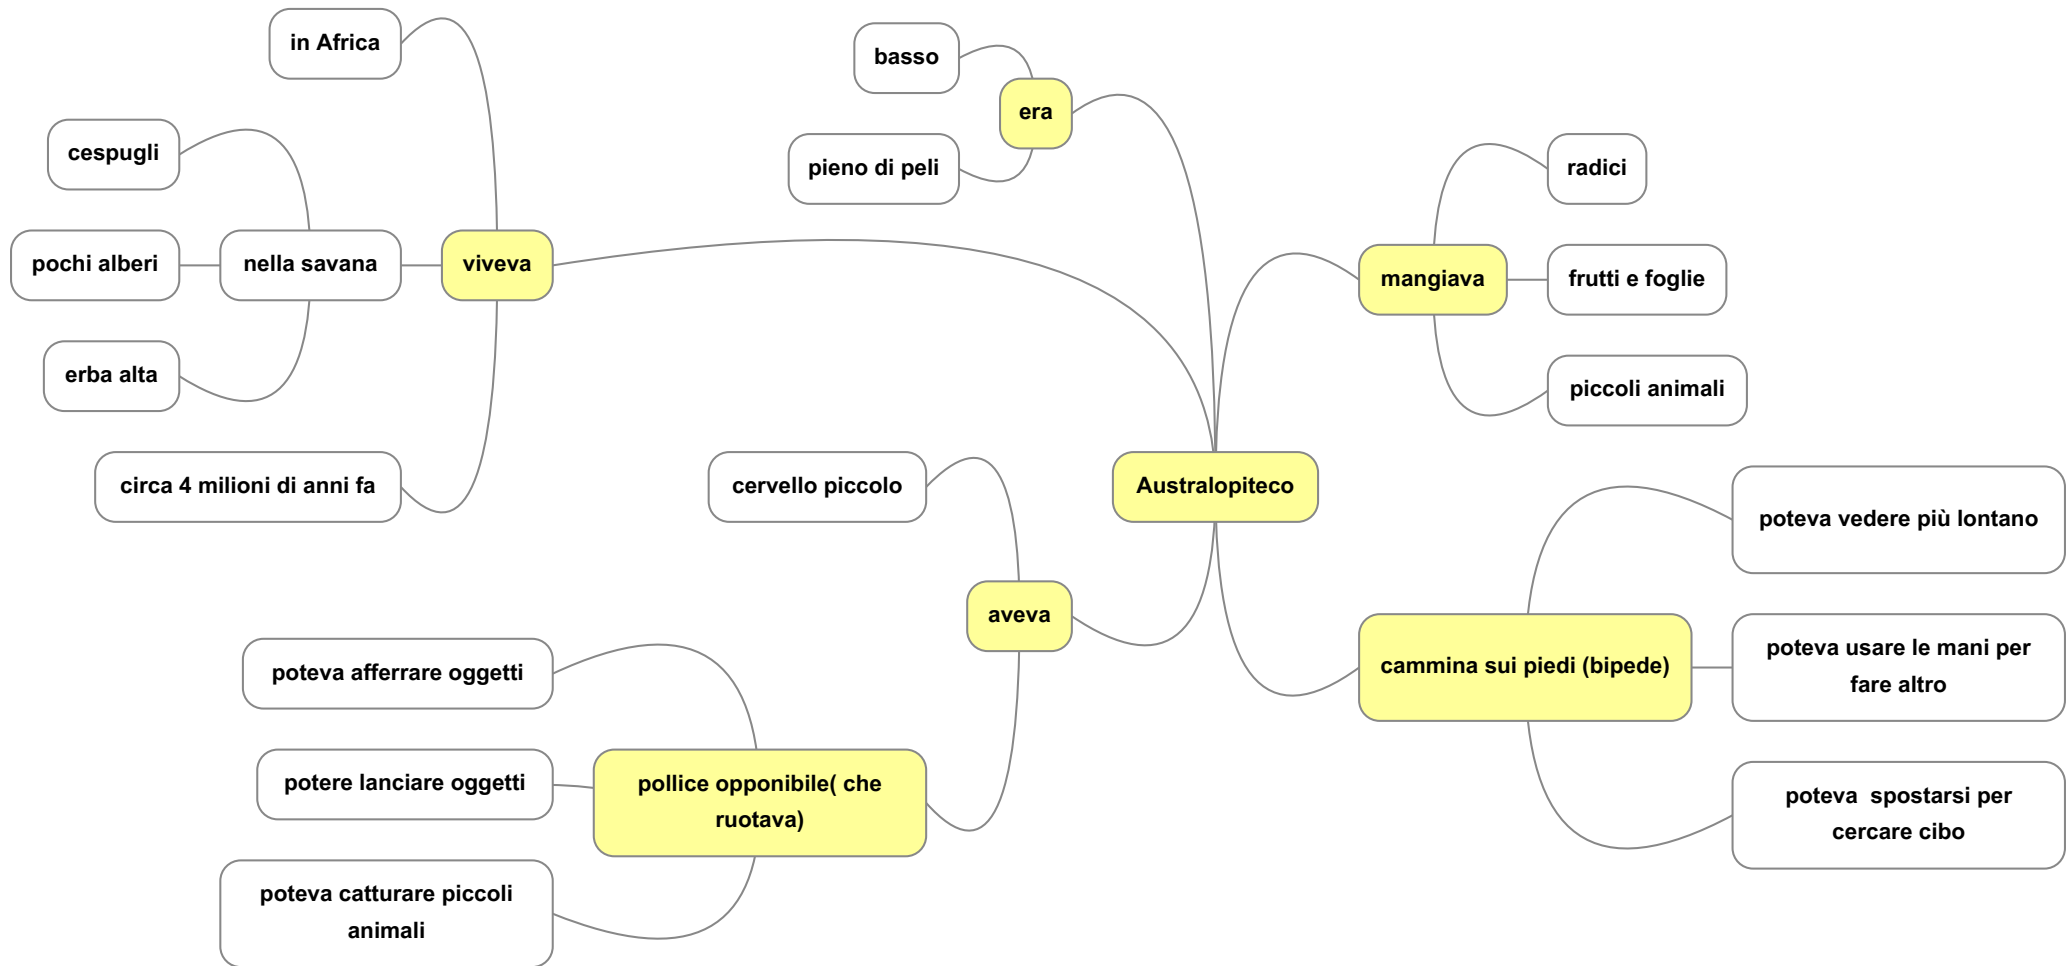 in Africa
basso
era
cespugli
pieno di peli
radici
pochi alberi
nella savana
viveva
mangiava
frutti e foglie
erba alta
piccoli animali
circa 4 milioni di anni fa
cervello piccolo
Australopiteco
poteva vedere più lontano
aveva
poteva afferrare oggetti
cammina sui piedi (bipede)
poteva usare le mani per
fare altro
potere lanciare oggetti
pollice opponibile( che
ruotava)
poteva  spostarsi per
cercare cibo
poteva catturare piccoli
animali